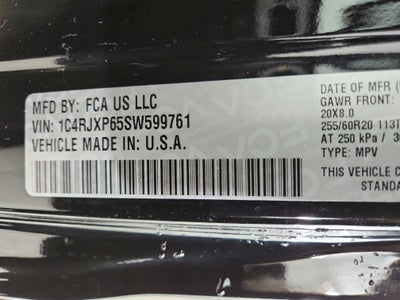 MFD BY: FCA US LLC
VIN: 1C4RJXP65SW599761
VEHICLE MADE IN: U.S.A.
DATE OF MFR
GAWR FRONT:
20X8.0
255/60R20 113T
AT 250 kPa /
TYPE: MPV
THIS VEHICLE
STANDA